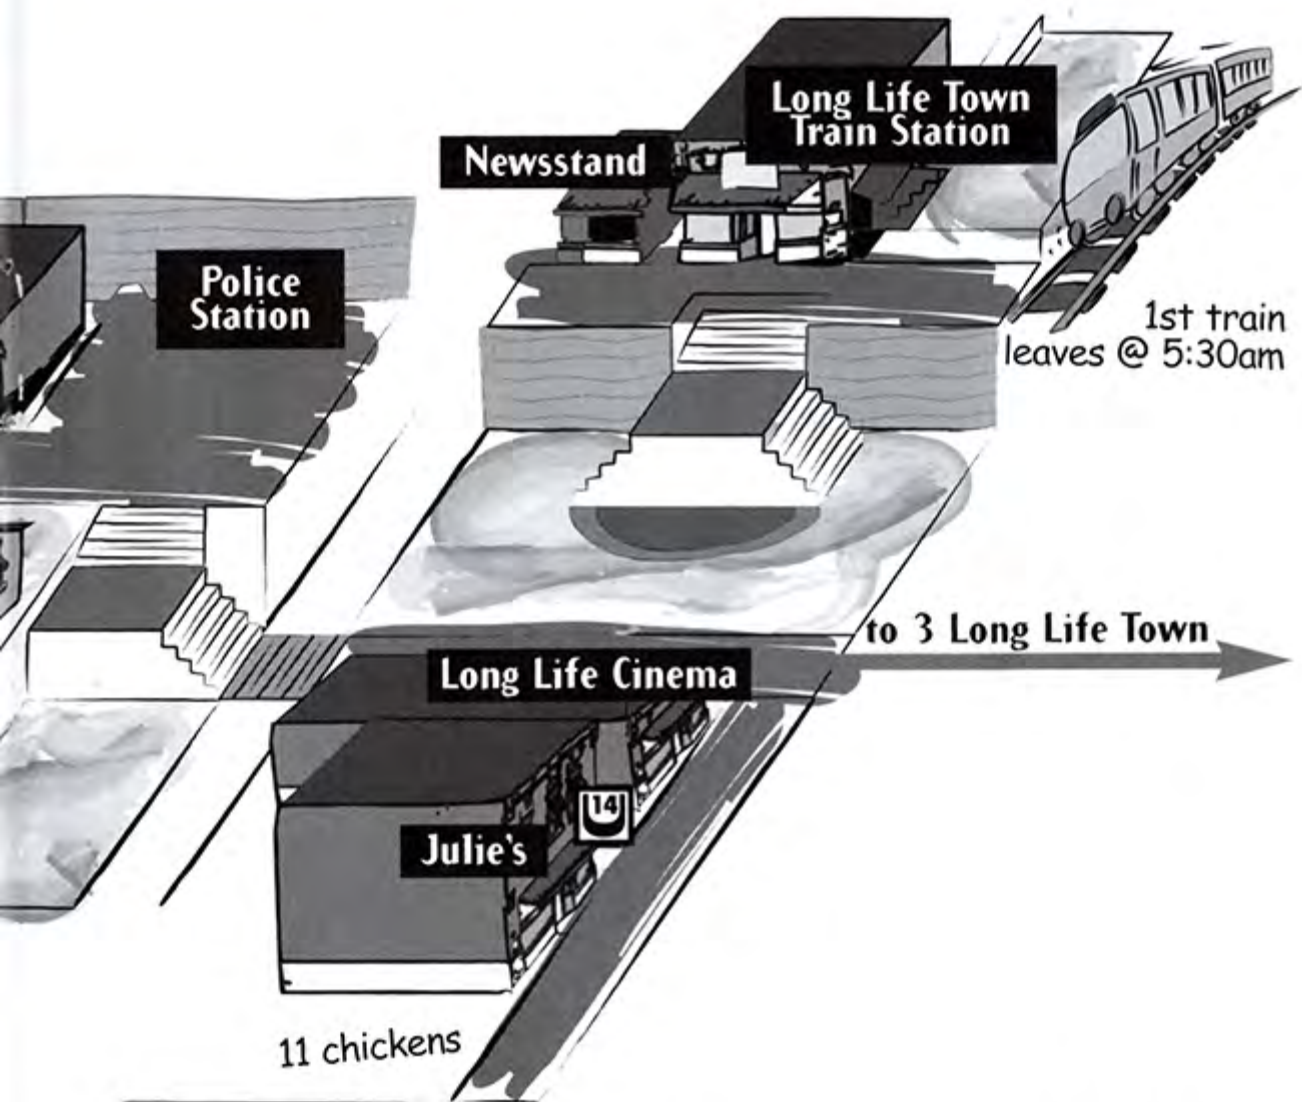 Long Life Town
Train Station
Newsstand
Police
Station
1st train
leaves @ 5:30am
to 3 Long Life Town
Long Life Cinema
14
Julie's
11 chickens